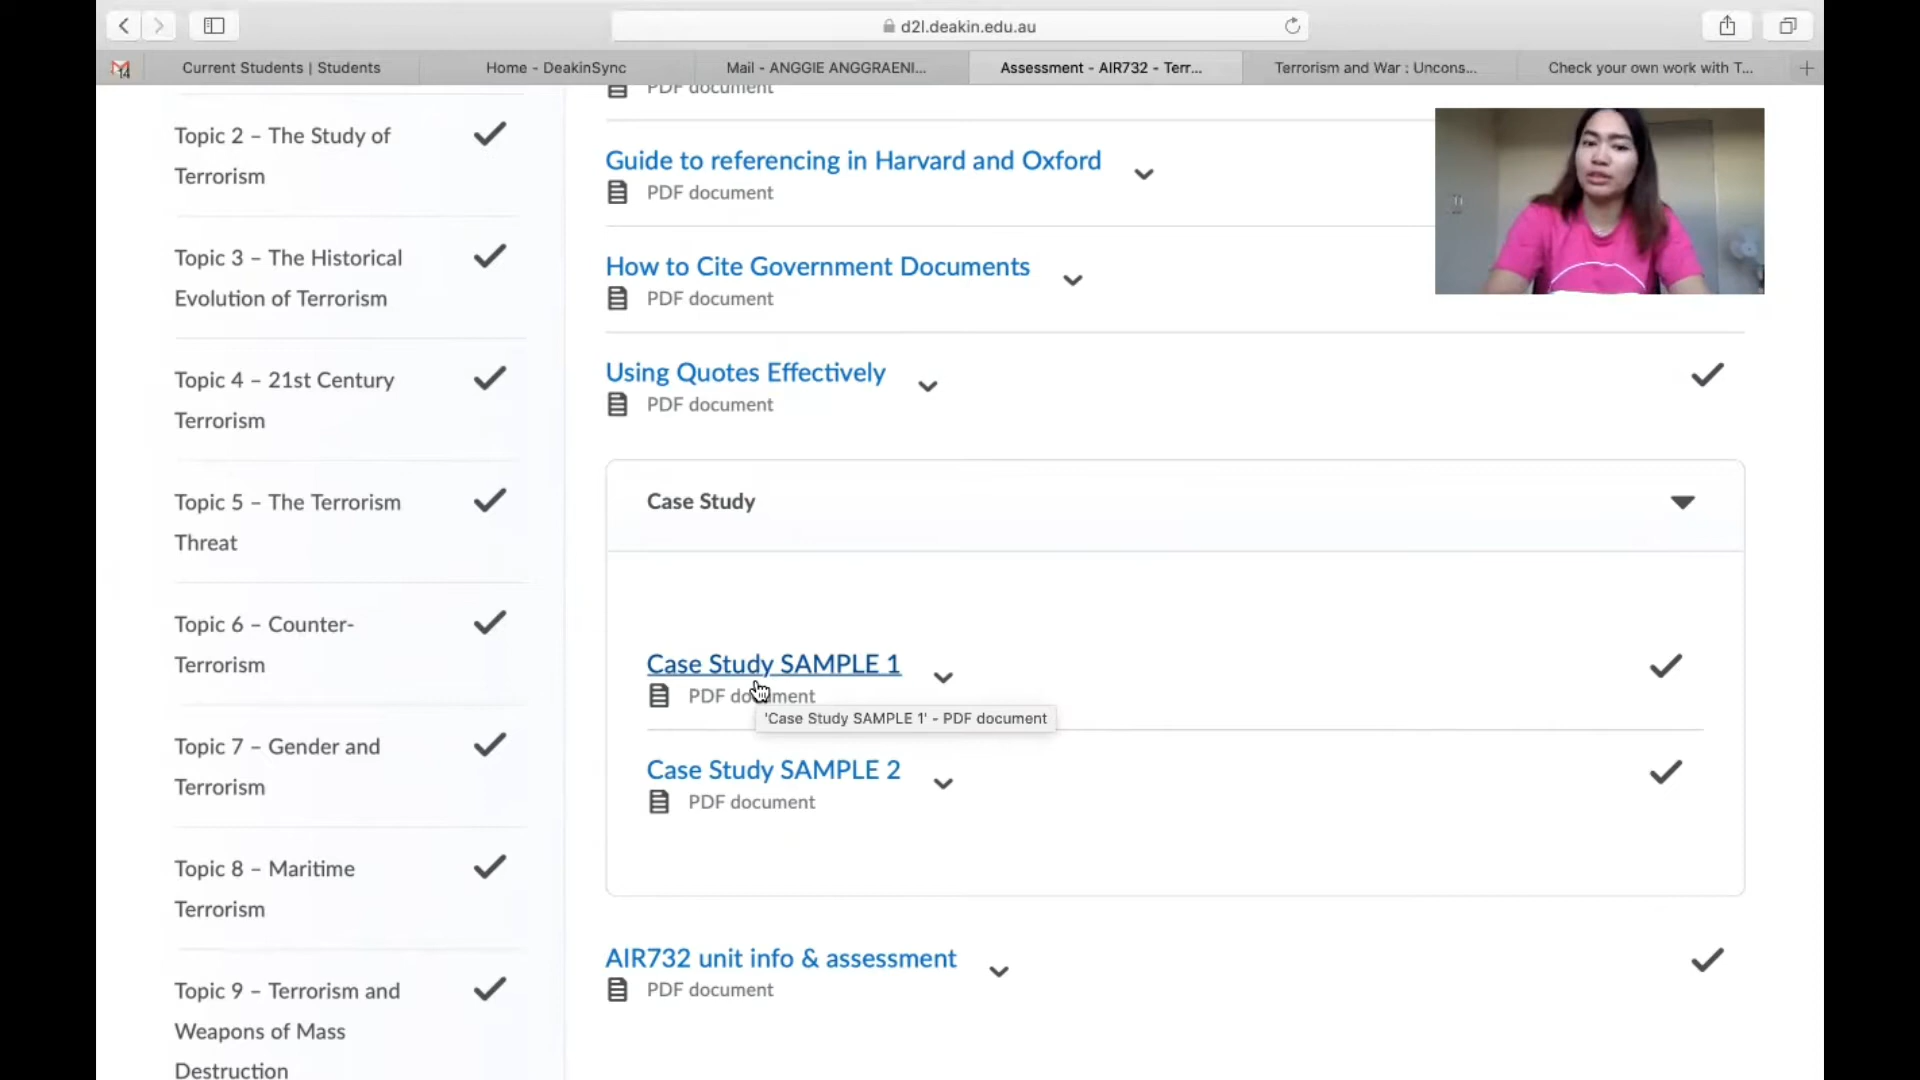 d2l.deakin.edu.au
14
Current Students | Students
Home - DeakinSync
Mail - ANGGIE ANGGRAENI...
Assessment - AIR732 - Terr...
Terrorism and War : Uncons...
Check your own work with T...
Topic 2 – The Study of
Terrorism
Topic 3 – The Historical
Evolution of Terrorism
Topic 4 – 21st Century
Terrorism
Topic 5 – The Terrorism
Threat
Topic 6 – Counter-
Terrorism
Topic 7 – Gender and
Terrorism
Topic 8 – Maritime
Terrorism
Topic 9 – Terrorism and
Weapons of Mass
Destruction
PDF document
Guide to referencing in Harvard and Oxford
PDF document
How to Cite Government Documents
PDF document
Using Quotes Effectively
PDF document
Case Study
Case Study SAMPLE 1
PDF document
'Case Study SAMPLE 1' - PDF document
Case Study SAMPLE 2
PDF document
AIR732 unit info & assessment
PDF document